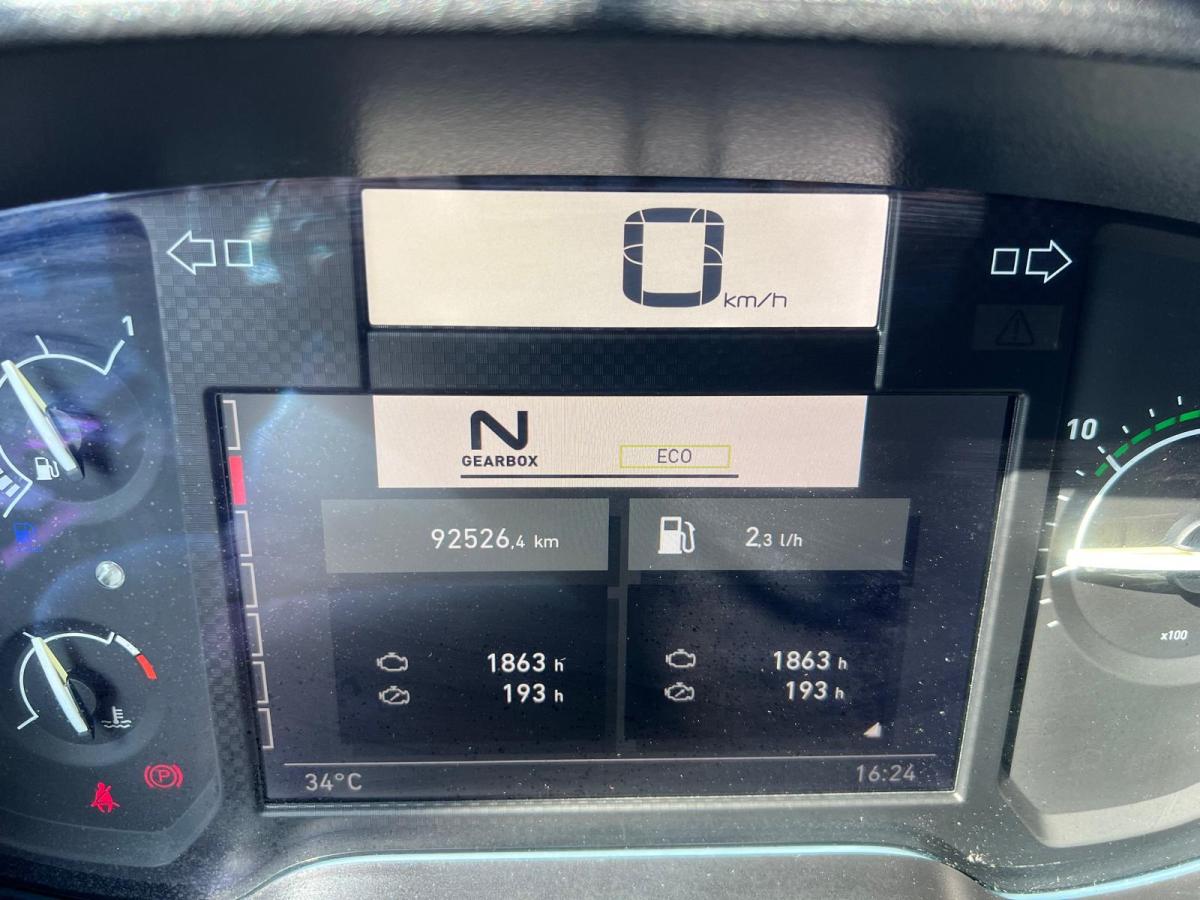 0 km/h
1
N
GEARBOX
ECO
10
92526,4 km
2,3 l/h
1863 h
1863 h
193 h
193 h
x100
P
34°C
16:24